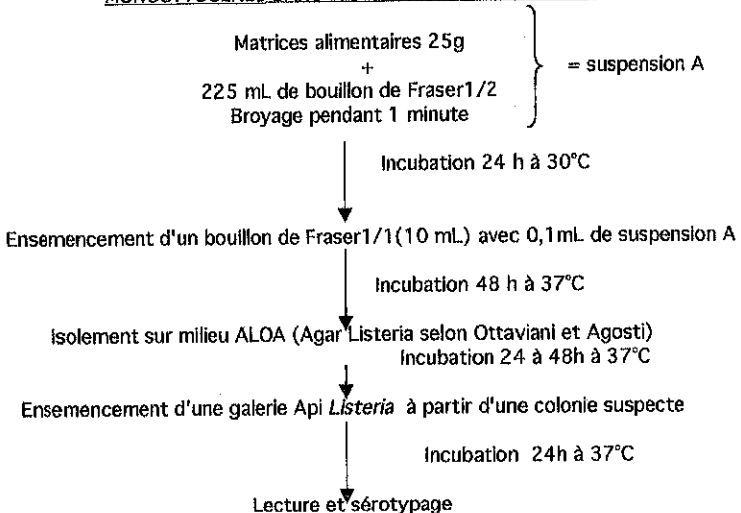 Matrices alimentaires 25g
+
= suspension A
225 mL de bouillon de Fraser1/2
Broyage pendant 1 minute
Incubation 24 h à 30°C
Ensemencement d'un bouillon de Fraser1/1(10 mL) avec 0,1mL de suspension A
Incubation 48 h à 37°C
Isolement sur milieu ALOA (Agar Listeria selon Ottaviani et Agosti)
Incubation 24 à 48h à 37°C
Ensemencement d'une galerie Api Listeria à partir d'une colonie suspecte
Incubation 24h à 37°C
Lecture et sérotypage